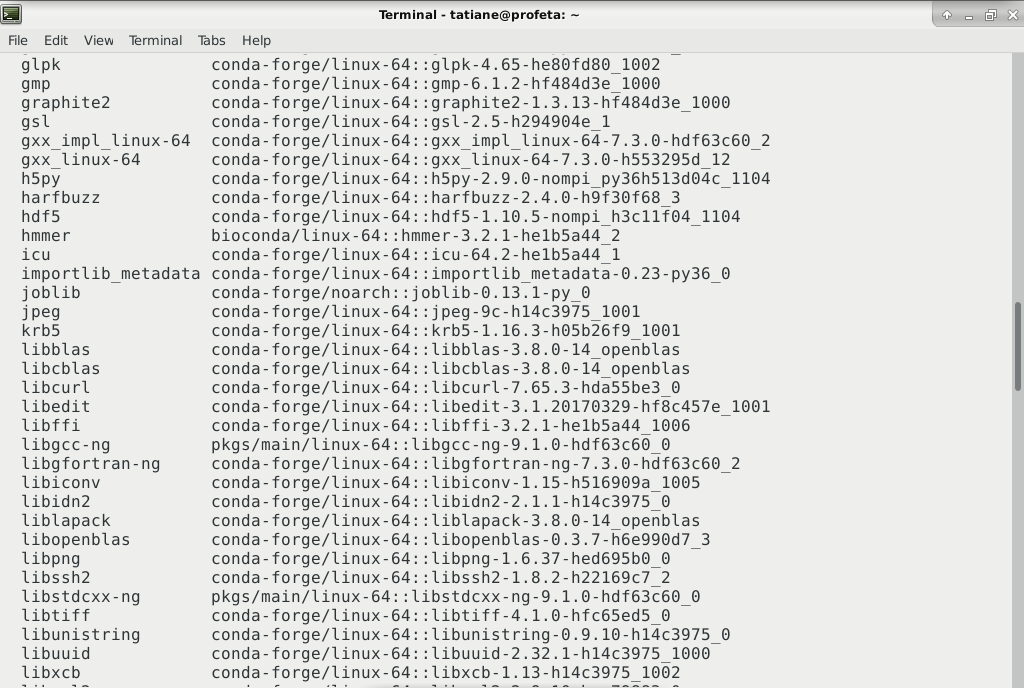 Terminal - tatiane@profeta: ~
File Edit View Terminal Tabs Help
glpk conda-forge/linux-64::glpk-4.65-he80fd80_1002
gmp conda-forge/linux-64::gmp-6.1.2-hf484d3e_1000
graphite2 conda-forge/linux-64::graphite2-1.3.13-hf484d3e_1000
gsl conda-forge/linux-64::gsl-2.5-h294904e_1
gxx_impl_linux-64 conda-forge/linux-64::gxx_impl_linux-64-7.3.0-hdf63c60_2
gxx_linux-64 conda-forge/linux-64::gxx_linux-64-7.3.0-h553295d_12
h5py conda-forge/linux-64::h5py-2.9.0-nompi_py36h513d04c_1104
harfbuzz conda-forge/linux-64::harfbuzz-2.4.0-h9f30f68_3
hdf5 conda-forge/linux-64::hdf5-1.10.5-nompi_h3c11f04_1104
hmmer bioconda/linux-64::hmmer-3.2.1-he1b5a44_2
icu conda-forge/linux-64::icu-64.2-he1b5a44_1
importlib_metadata conda-forge/linux-64::importlib_metadata-0.23-py36_0
joblib conda-forge/noarch::joblib-0.13.1-py_0
jpeg conda-forge/linux-64::jpeg-9c-h14c3975_1001
krb5 conda-forge/linux-64::krb5-1.16.3-h05b26f9_1001
libblas conda-forge/linux-64::libblas-3.8.0-14_openblas
libcblas conda-forge/linux-64::libcblas-3.8.0-14_openblas
libcurl conda-forge/linux-64::libcurl-7.65.3-hda55be3_0
libedit conda-forge/linux-64::libedit-3.1.20170329-hf8c457e_1001
libffi conda-forge/linux-64::libffi-3.2.1-he1b5a44_1006
libgcc-ng pkgs/main/linux-64::libgcc-ng-9.1.0-hdf63c60_0
libgfortran-ng conda-forge/linux-64::libgfortran-ng-7.3.0-hdf63c60_2
libiconv conda-forge/linux-64::libiconv-1.15-h516909a_1005
libidn2 conda-forge/linux-64::libidn2-2.1.1-h14c3975_0
liblapack conda-forge/linux-64::liblapack-3.8.0-14_openblas
libopenblas conda-forge/linux-64::libopenblas-0.3.7-h6e990d7_3
libpng conda-forge/linux-64::libpng-1.6.37-hed695b0_0
libssh2 conda-forge/linux-64::libssh2-1.8.2-h22169c7_2
libstdcxx-ng pkgs/main/linux-64::libstdcxx-ng-9.1.0-hdf63c60_0
libtiff conda-forge/linux-64::libtiff-4.1.0-hfc65ed5_0
libunistring conda-forge/linux-64::libunistring-0.9.10-h14c3975_0
libuuid conda-forge/linux-64::libuuid-2.32.1-h14c3975_1000
libxcb conda-forge/linux-64::libxcb-1.13-h14c3975_1002